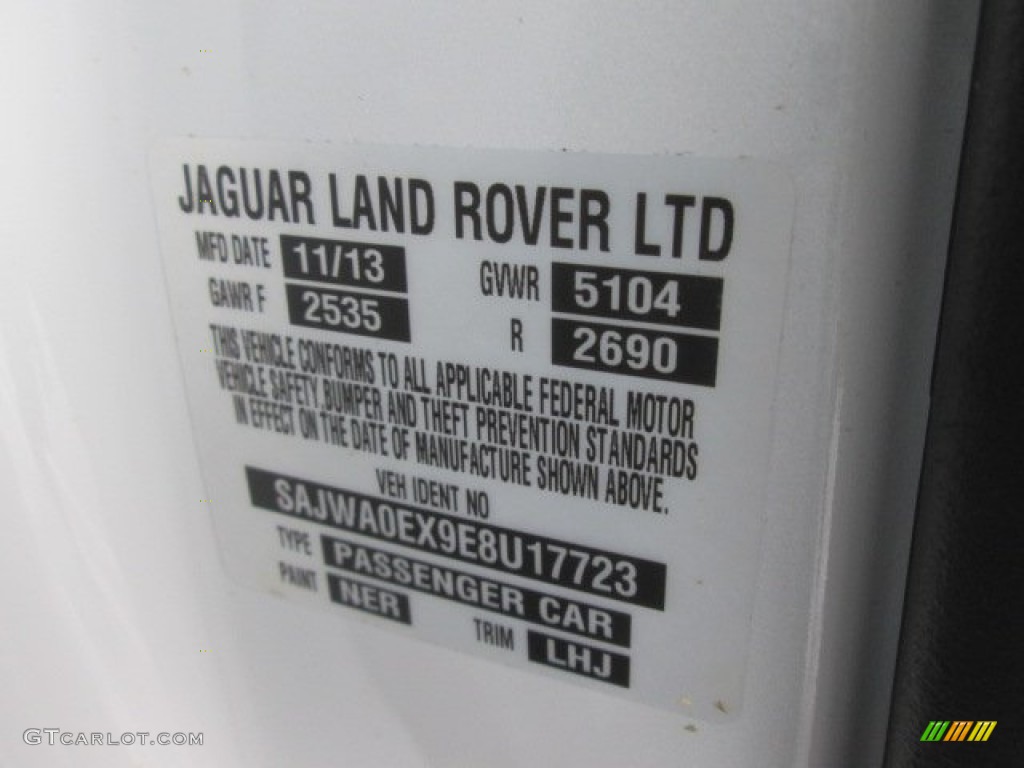 JAGUAR LAND ROVER LTD
MFD DATE 11/13 GVWR 5104
GAWR F 2535 R 2690
THIS VEHICLE CONFORMS TO ALL APPLICABLE FEDERAL MOTOR
VEHICLE SAFETY, BUMPER AND THEFT PREVENTION STANDARDS
IN EFFECT ON THE DATE OF MANUFACTURE SHOWN ABOVE.
VEH IDENT NO
SAJWA0EX9E8U17723
TYPE PASSENGER CAR
PAINT NER TRIM LHJ
GTCARLOT.COM